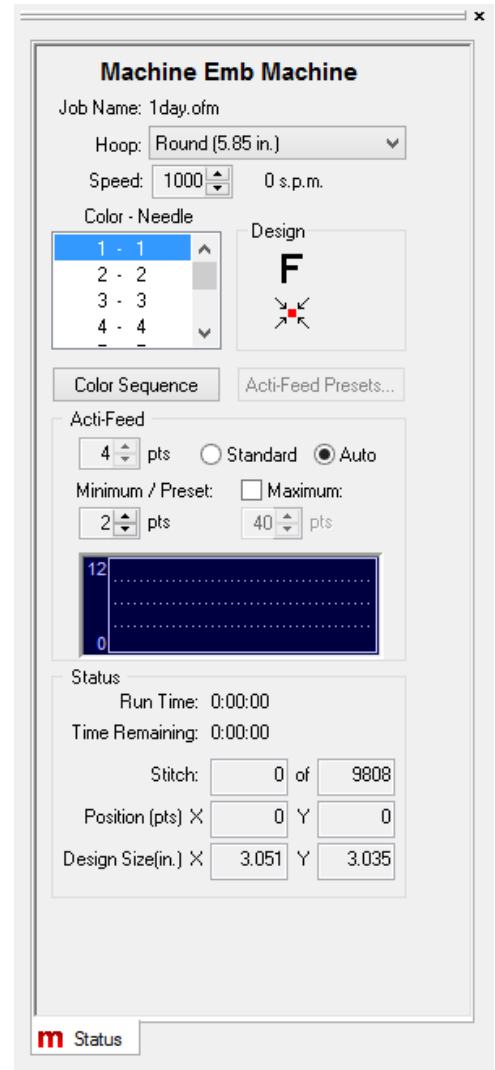 x
Machine Emb Machine
Job Name: 1day.ofm
Hoop: Round (5.85 in.)
Speed: 1000 0 s.p.m.
Color - Needle
Design
1 - 1
2 - 2
3 - 3
4 - 4
F
Color Sequence Acti-Feed Presets...
Acti-Feed
4 pts Standard Auto
Minimum / Preset: Maximum:
2 pts 40 pts
12
0
Status
Run Time: 0:00:00
Time Remaining: 0:00:00
Stitch: 0 of 9808
Position (pts) X 0 Y 0
Design Size(in.) X 3.051 Y 3.035
m Status